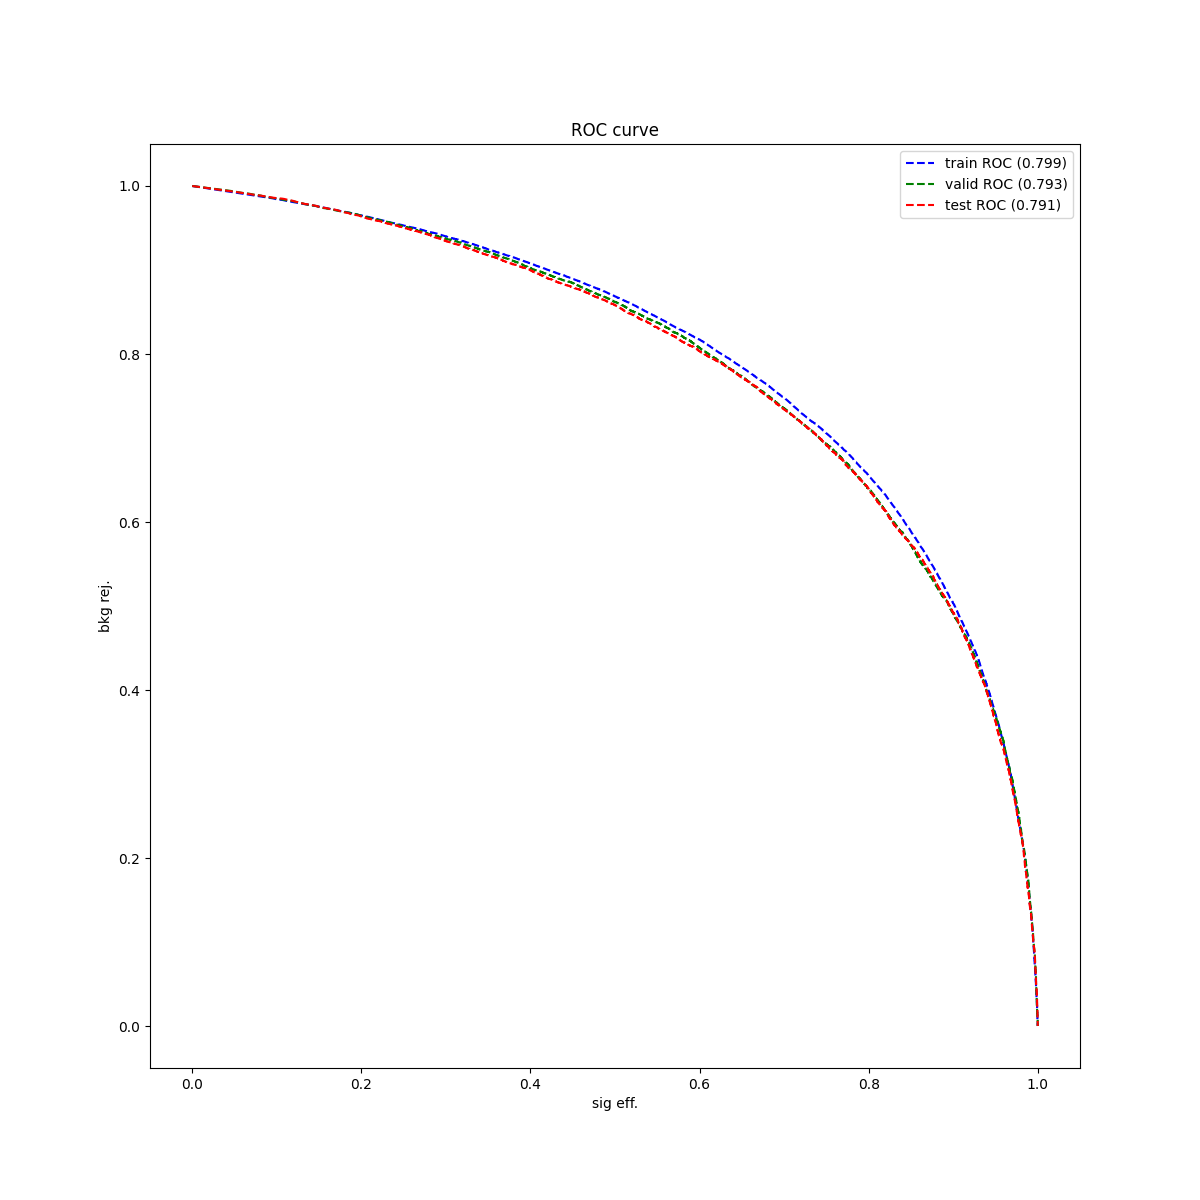 ROC curve
train ROC (0.799)
valid ROC (0.793)
test ROC (0.791)
1.0
0.8
0.6
0.4
0.2
0.0
bkg rej.
0.0 0.2 0.4 0.6 0.8 1.0
sig eff.